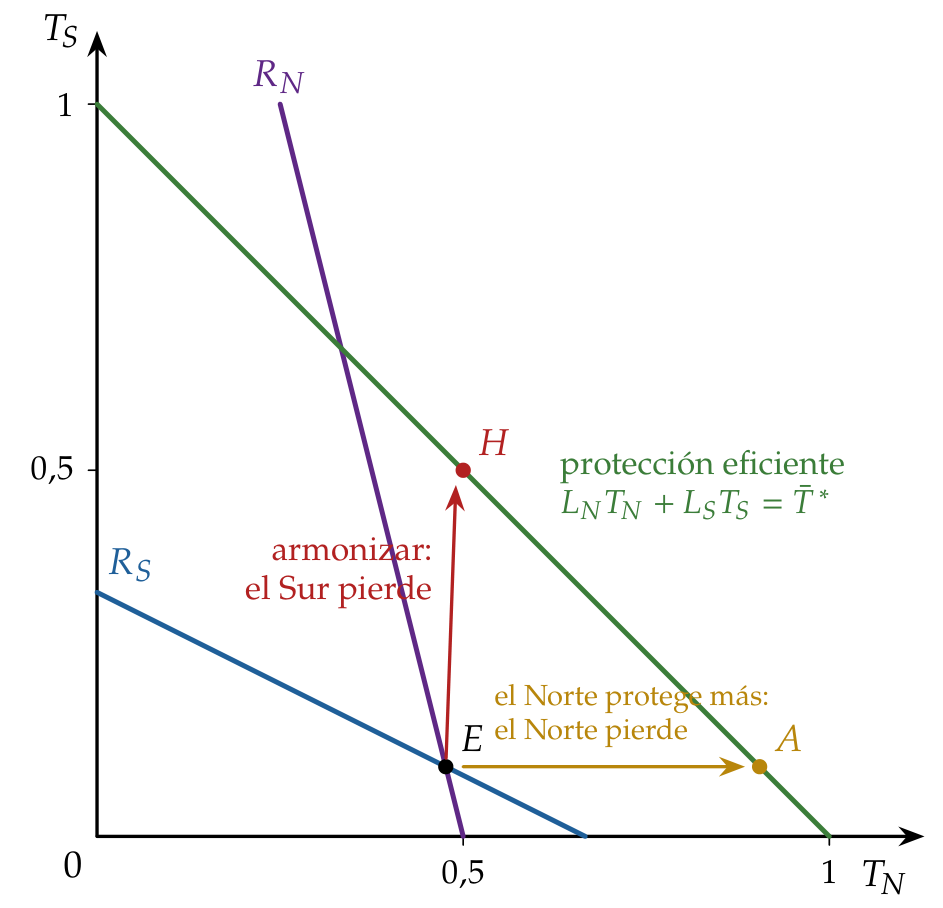 T_S
R_N
1
H
0,5
protección eficiente
L_N T_N + L_S T_S = T̄*
armonizar:
el Sur pierde
R_S
el Norte protege más:
el Norte pierde
E
A
0
0,5
1
T_N